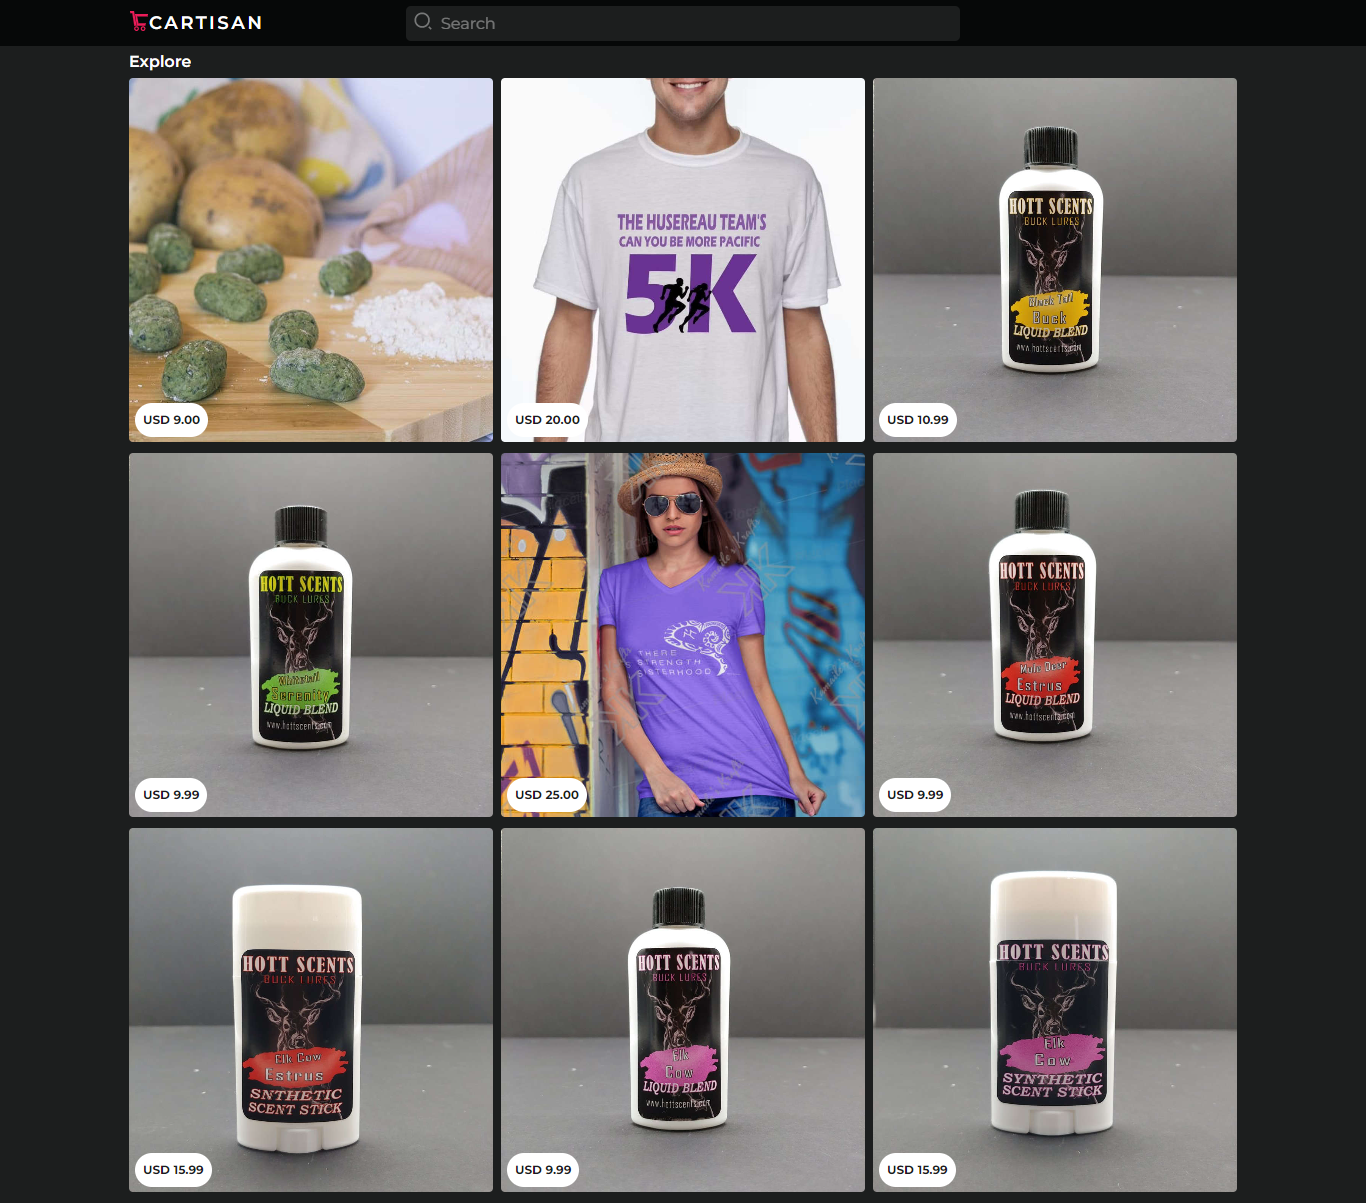 CARTISAN
Search
Explore
USD 9.00
THE HUSEREAU TEAM'S
CAN YOU BE MORE PACIFIC
5K
USD 20.00
HOTT SCENTS
BUCK LURES
Black Tail
Buck
LIQUID BLEND
www.hottscents.com
USD 10.99
HOTT SCENTS
BUCK LURES
Whitetail
Serenity
LIQUID BLEND
www.hottscents.com
USD 9.99
THERE
STRENGTH
SISTERHOOD
USD 25.00
HOTT SCENTS
BUCK LURES
Mule Deer
Estrus
LIQUID BLEND
www.hottscents.com
USD 9.99
HOTT SCENTS
BUCK LURES
Elk Cow
Estrus
SNTHETIC
SCENT STICK
USD 15.99
HOTT SCENTS
BUCK LURES
Elk
Cow
LIQUID BLEND
www.hottscents.com
USD 9.99
HOTT SCENTS
BUCK LURES
Elk
Cow
SYNTHETIC
SCENT STICK
USD 15.99